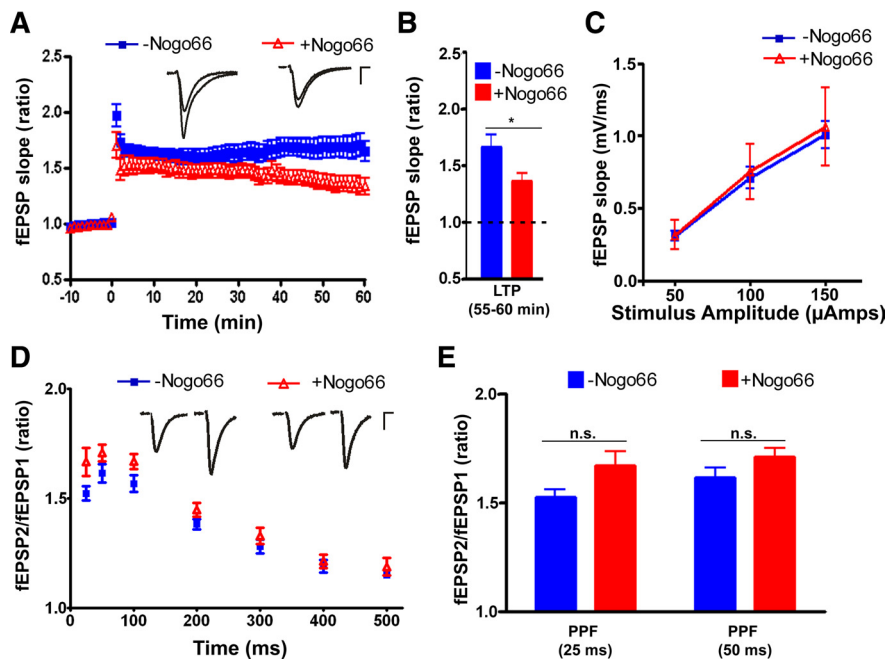 A
-Nogo66
+Nogo66
fEPSP slope (ratio)
2.5
2.0
1.5
1.0
0.5
-10
0
10
20
30
40
50
60
Time (min)
B
-Nogo66
+Nogo66
fEPSP slope (ratio)
2.5
2.0
1.5
1.0
0.5
*
LTP
(55-60 min)
C
-Nogo66
+Nogo66
fEPSP slope (mV/ms)
1.5
1.0
0.5
0.0
50
100
150
Stimulus Amplitude (µAmps)
D
-Nogo66
+Nogo66
fEPSP2/fEPSP1 (ratio)
2.0
1.5
1.0
0
100
200
300
400
500
Time (ms)
E
-Nogo66
+Nogo66
fEPSP2/fEPSP1 (ratio)
2.0
1.5
1.0
n.s.
n.s.
PPF
(25 ms)
PPF
(50 ms)